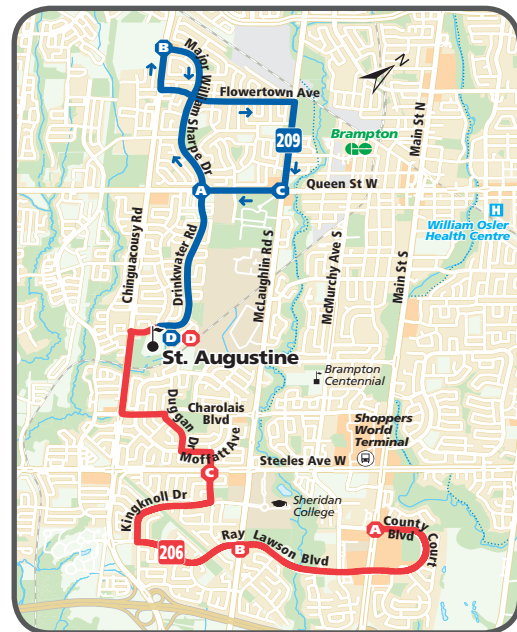 B
Major William Sharpe Dr
Flowertown Ave
N
209
Brampton
Main St N
A
C
Queen St W
H
William Osler
Health Centre
Chinguacousy Rd
Drinkwater Rd
McLaughlin Rd S
McMurchy Ave S
Main St S
D
D
St. Augustine
Brampton
Centennial
Duggan Dr
Charolais
Blvd
Shoppers
World
Terminal
Moffatt Ave
Steeles Ave W
C
Kingknoll Dr
Sheridan
College
206
B
Ray Lawson Blvd
A
County Court
Blvd